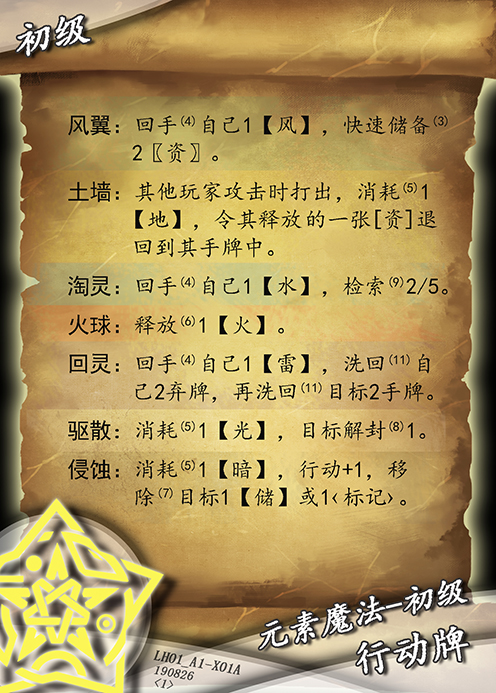 初级
风翼：回手⁽⁴⁾自己1【风】，快速储备⁽³⁾
2〖资〗。
土墙：其他玩家攻击时打出，消耗⁽⁵⁾1
【地】，令其释放的一张[资]退
回到其手牌中。
淘灵：回手⁽⁴⁾自己1【水】，检索⁽⁹⁾2/5。
火球：释放⁽⁶⁾1【火】。
回灵：回手⁽⁴⁾自己1【雷】，洗回⁽¹¹⁾自
己2弃牌，再洗回⁽¹¹⁾目标2手牌。
驱散：消耗⁽⁵⁾1【光】，目标解封⁽⁸⁾1。
侵蚀：消耗⁽⁵⁾1【暗】，行动+1，移
除⁽⁷⁾目标1【储】或1<标记>。
元素魔法-初级
行动牌
LH01_A1-X01A
190826
<1>